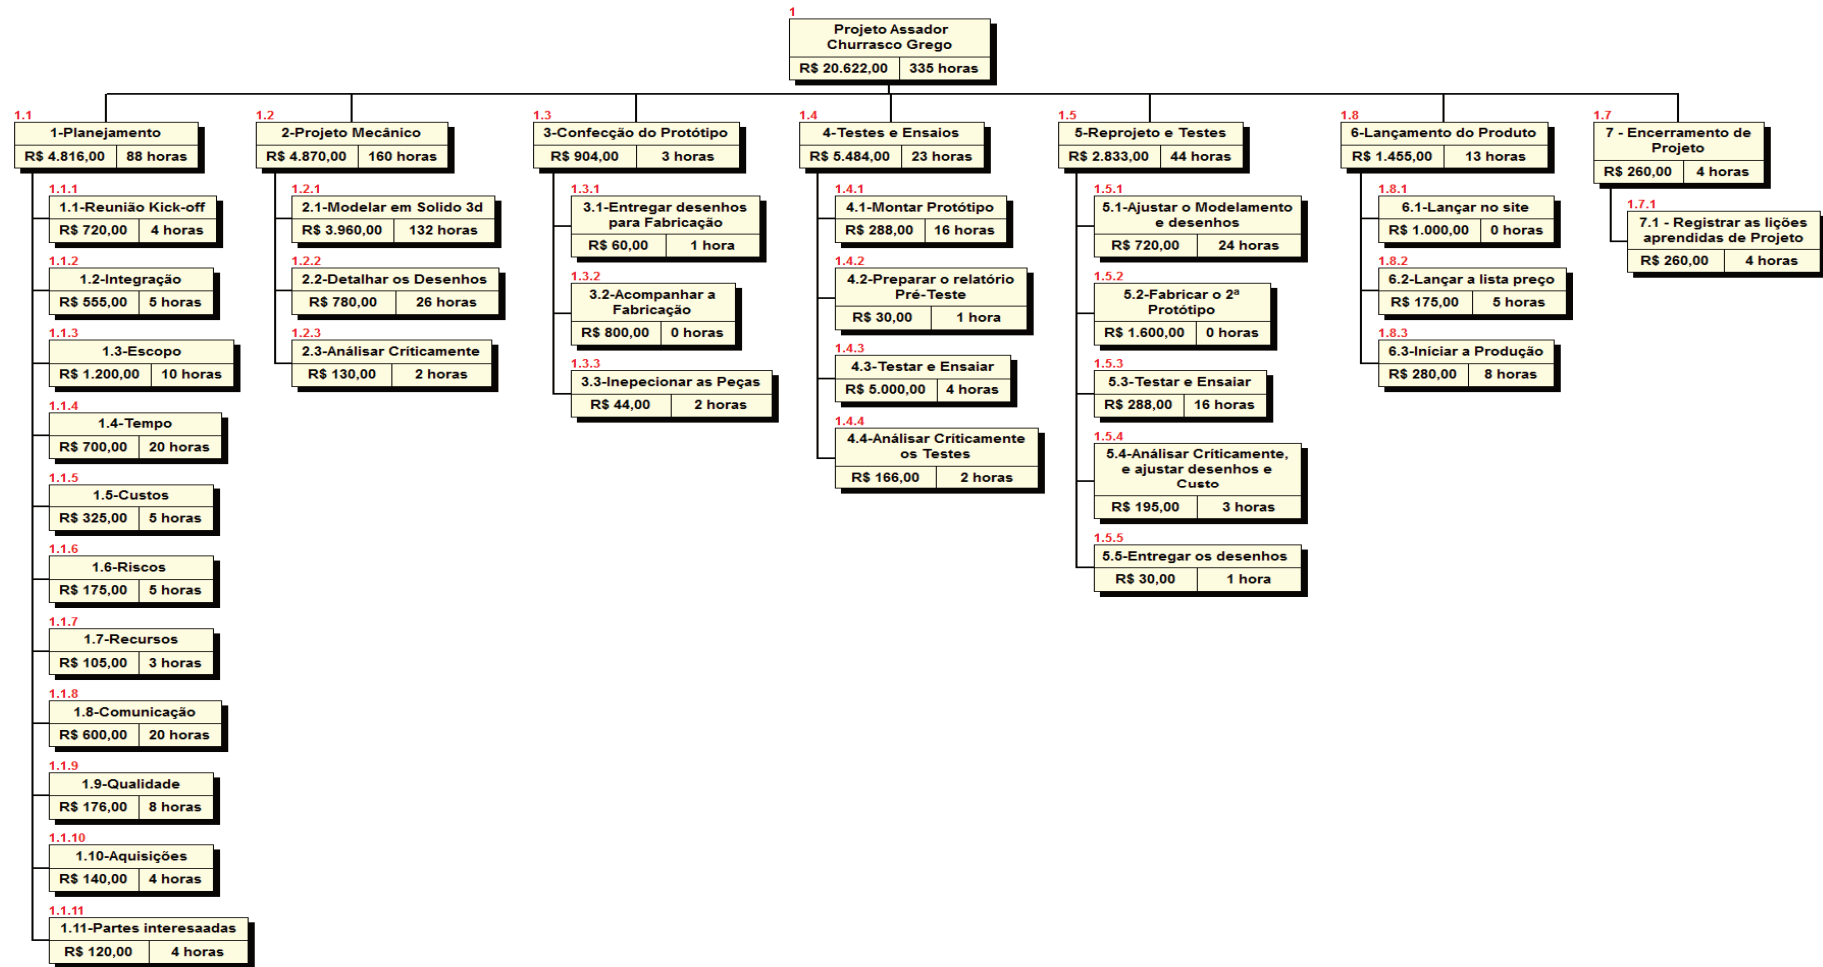 1
Projeto Assador
Churrasco Grego
R$ 20.622,00 335 horas
1.1
1-Planejamento
R$ 4.816,00 88 horas
1.1.1
1.1-Reunião Kick-off
R$ 720,00 4 horas
1.1.2
1.2-Integração
R$ 555,00 5 horas
1.1.3
1.3-Escopo
R$ 1.200,00 10 horas
1.1.4
1.4-Tempo
R$ 700,00 20 horas
1.1.5
1.5-Custos
R$ 325,00 5 horas
1.1.6
1.6-Riscos
R$ 175,00 5 horas
1.1.7
1.7-Recursos
R$ 105,00 3 horas
1.1.8
1.8-Comunicação
R$ 600,00 20 horas
1.1.9
1.9-Qualidade
R$ 176,00 8 horas
1.1.10
1.10-Aquisições
R$ 140,00 4 horas
1.1.11
1.11-Partes interesaadas
R$ 120,00 4 horas
1.2
2-Projeto Mecânico
R$ 4.870,00 160 horas
1.2.1
2.1-Modelar em Solido 3d
R$ 3.960,00 132 horas
1.2.2
2.2-Detalhar os Desenhos
R$ 780,00 26 horas
1.2.3
2.3-Análisar Críticamente
R$ 130,00 2 horas
1.3
3-Confecção do Protótipo
R$ 904,00 3 horas
1.3.1
3.1-Entregar desenhos
para Fabricação
R$ 60,00 1 hora
1.3.2
3.2-Acompanhar a
Fabricação
R$ 800,00 0 horas
1.3.3
3.3-Inepecionar as Peças
R$ 44,00 2 horas
1.4
4-Testes e Ensaios
R$ 5.484,00 23 horas
1.4.1
4.1-Montar Protótipo
R$ 288,00 16 horas
1.4.2
4.2-Preparar o relatório
Pré-Teste
R$ 30,00 1 hora
1.4.3
4.3-Testar e Ensaiar
R$ 5.000,00 4 horas
1.4.4
4.4-Análisar Críticamente
os Testes
R$ 166,00 2 horas
1.5
5-Reprojeto e Testes
R$ 2.833,00 44 horas
1.5.1
5.1-Ajustar o Modelamento
e desenhos
R$ 720,00 24 horas
1.5.2
5.2-Fabricar o 2ª
Protótipo
R$ 1.600,00 0 horas
1.5.3
5.3-Testar e Ensaiar
R$ 288,00 16 horas
1.5.4
5.4-Análisar Críticamente,
e ajustar desenhos e
Custo
R$ 195,00 3 horas
1.5.5
5.5-Entregar os desenhos
R$ 30,00 1 hora
1.8
6-Lançamento do Produto
R$ 1.455,00 13 horas
1.8.1
6.1-Lançar no site
R$ 1.000,00 0 horas
1.8.2
6.2-Lançar a lista preço
R$ 175,00 5 horas
1.8.3
6.3-Iníciar a Produção
R$ 280,00 8 horas
1.7
7 - Encerramento de
Projeto
R$ 260,00 4 horas
1.7.1
7.1 - Registrar as lições
aprendidas de Projeto
R$ 260,00 4 horas